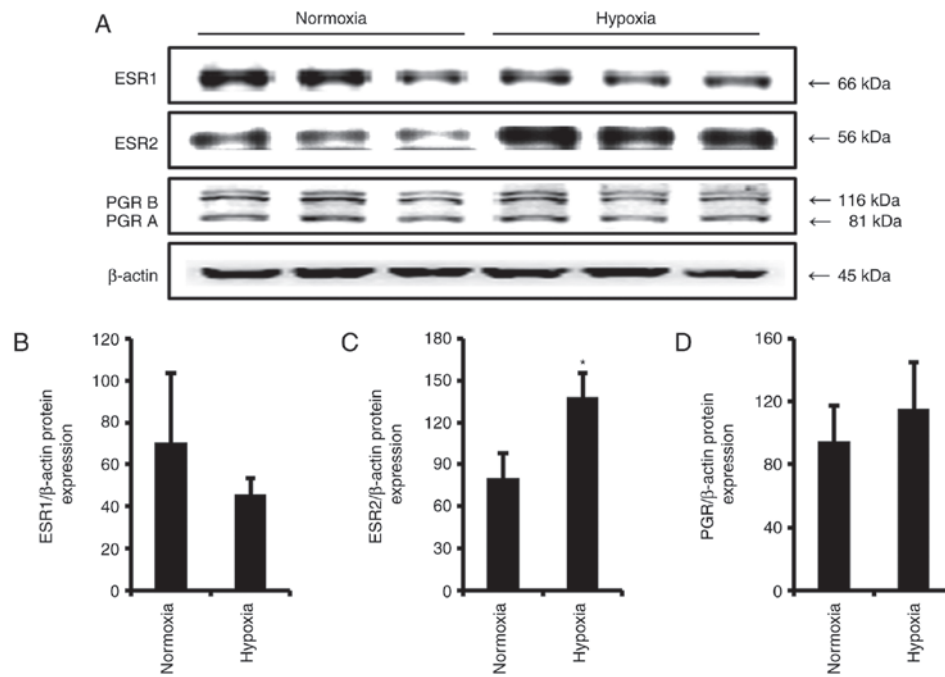 A
Normoxia
Hypoxia
ESR1
← 66 kDa
ESR2
← 56 kDa
PGR B
← 116 kDa
PGR A
← 81 kDa
β-actin
← 45 kDa
B
120
100
80
60
40
20
0
ESR1/β-actin protein
expression
Normoxia
Hypoxia
C
180
150
120
90
60
30
0
ESR2/β-actin protein
expression
*
Normoxia
Hypoxia
D
160
120
80
40
0
PGR/β-actin protein
expression
Normoxia
Hypoxia